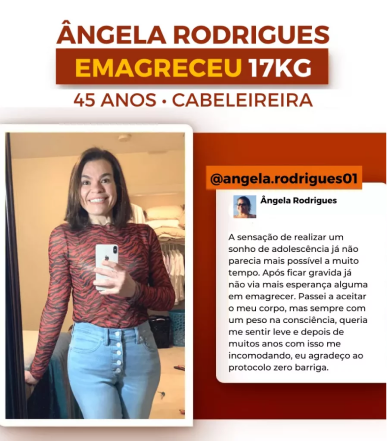 ÂNGELA RODRIGUES
EMAGRECEU 17KG
45 ANOS • CABELEIREIRA
@angela.rodrigues01
Ângela Rodrigues
A sensação de realizar um
sonho de adolescência já não
parecia mais possível a muito
tempo. Após ficar gravida já
não via mais esperança alguma
em emagrecer. Passei a aceitar
o meu corpo, mas sempre com
um peso na consciência, queria
me sentir leve e depois de
muitos anos com isso me
incomodando, eu agradeço ao
protocolo zero barriga.